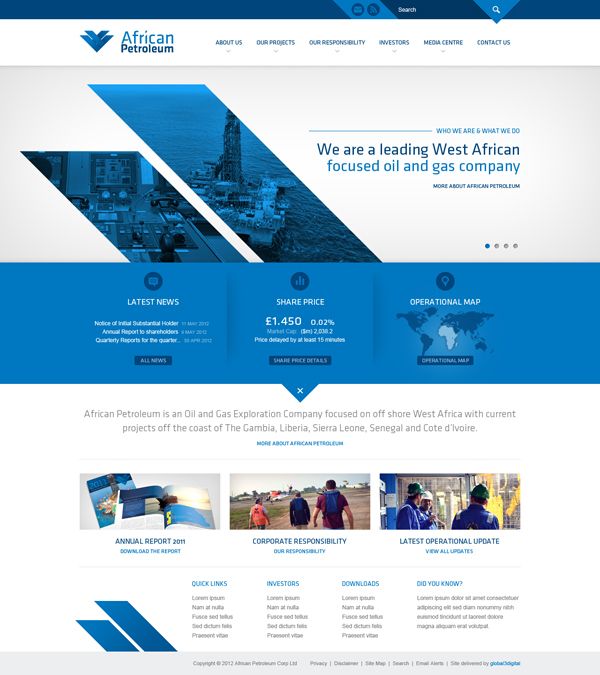 Search
African
Petroleum
ABOUT US
OUR PROJECTS
OUR RESPONSIBILITY
INVESTORS
MEDIA CENTRE
CONTACT US
WHO WE ARE & WHAT WE DO
We are a leading West African
focused oil and gas company
MORE ABOUT AFRICAN PETROLEUM
LATEST NEWS
Notice of Initial Substantial Holder 11 MAY 2012
Annual Report to shareholders 9 MAY 2012
Quarterly Reports for the quarter... 30 APR 2012
ALL NEWS
SHARE PRICE
£1.450 0.02%
Market Cap: ($m) 2,038.2
Price delayed by at least 15 minutes
SHARE PRICE DETAILS
OPERATIONAL MAP
OPERATIONAL MAP
African Petroleum is an Oil and Gas Exploration Company focused on off shore West Africa with current
projects off the coast of The Gambia, Liberia, Sierra Leone, Senegal and Cote d'Ivoire.
MORE ABOUT AFRICAN PETROLEUM
ANNUAL REPORT 2011
DOWNLOAD THE REPORT
CORPORATE RESPONSIBILITY
OUR RESPONSIBILITY
LATEST OPERATIONAL UPDATE
VIEW ALL UPDATES
QUICK LINKS
Lorem ipsum
Nam at nulla
Fusce sed tellus
Sed dictum felis
Praesent vitae
INVESTORS
Lorem ipsum
Nam at nulla
Fusce sed tellus
Sed dictum felis
Praesent vitae
DOWNLOADS
Lorem ipsum
Nam at nulla
Fusce sed tellus
Sed dictum felis
Praesent vitae
DID YOU KNOW?
Lorem ipsum dolor sit amet consectetuer
adipiscing elit sed diam nonummy nibh
euismod tincidunt ut laoreet dolore
magna aliquam erat volutpat.
Copyright © 2012 African Petroleum Corp Ltd
Privacy | Disclaimer | Site Map | Search | Email Alerts | Site delivered by global3digital